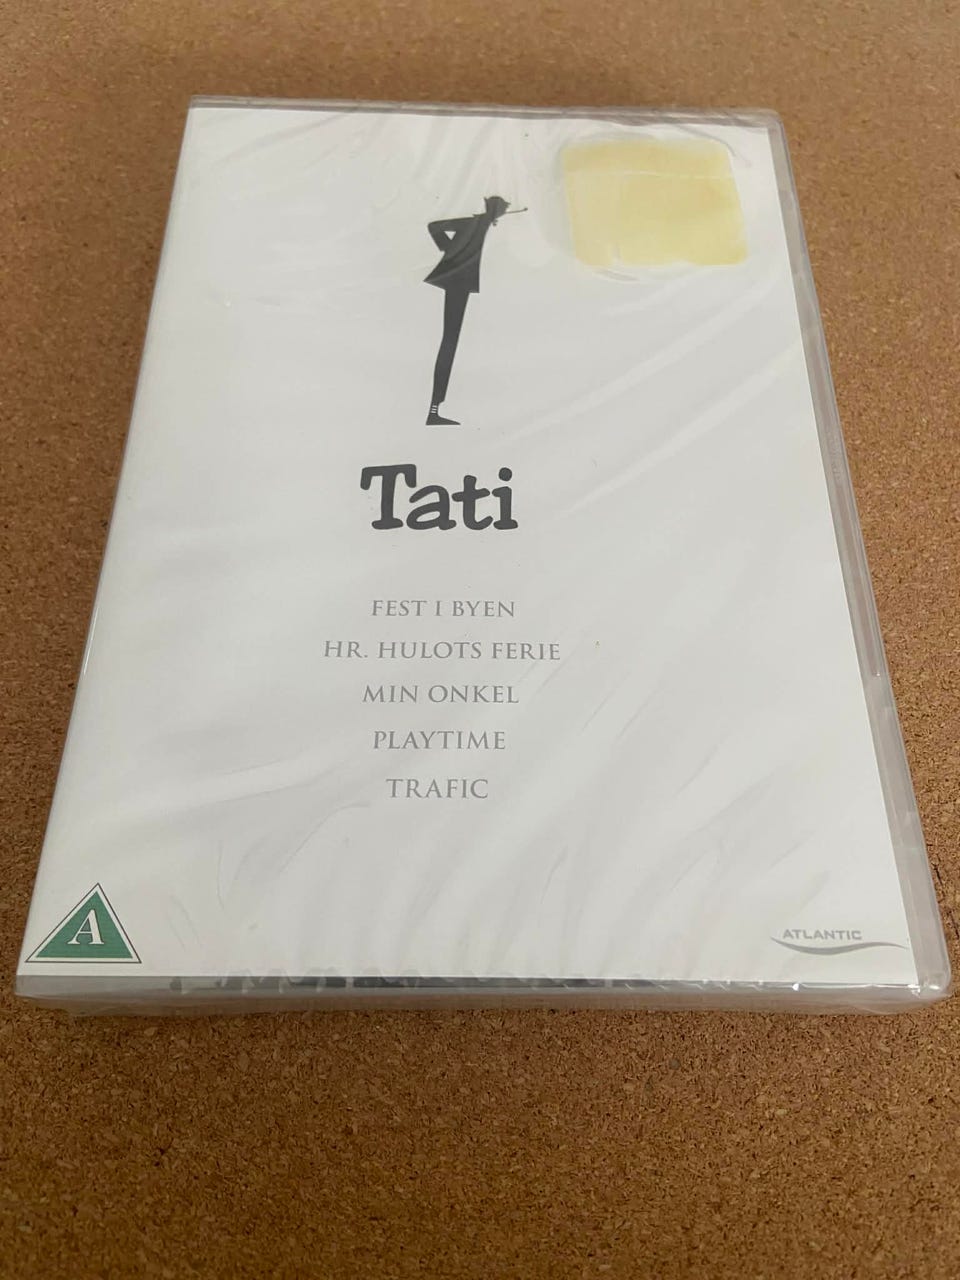 Tati
FEST I BYEN
HR. HULOTS FERIE
MIN ONKEL
PLAYTIME
TRAFIC
A
ATLANTIC